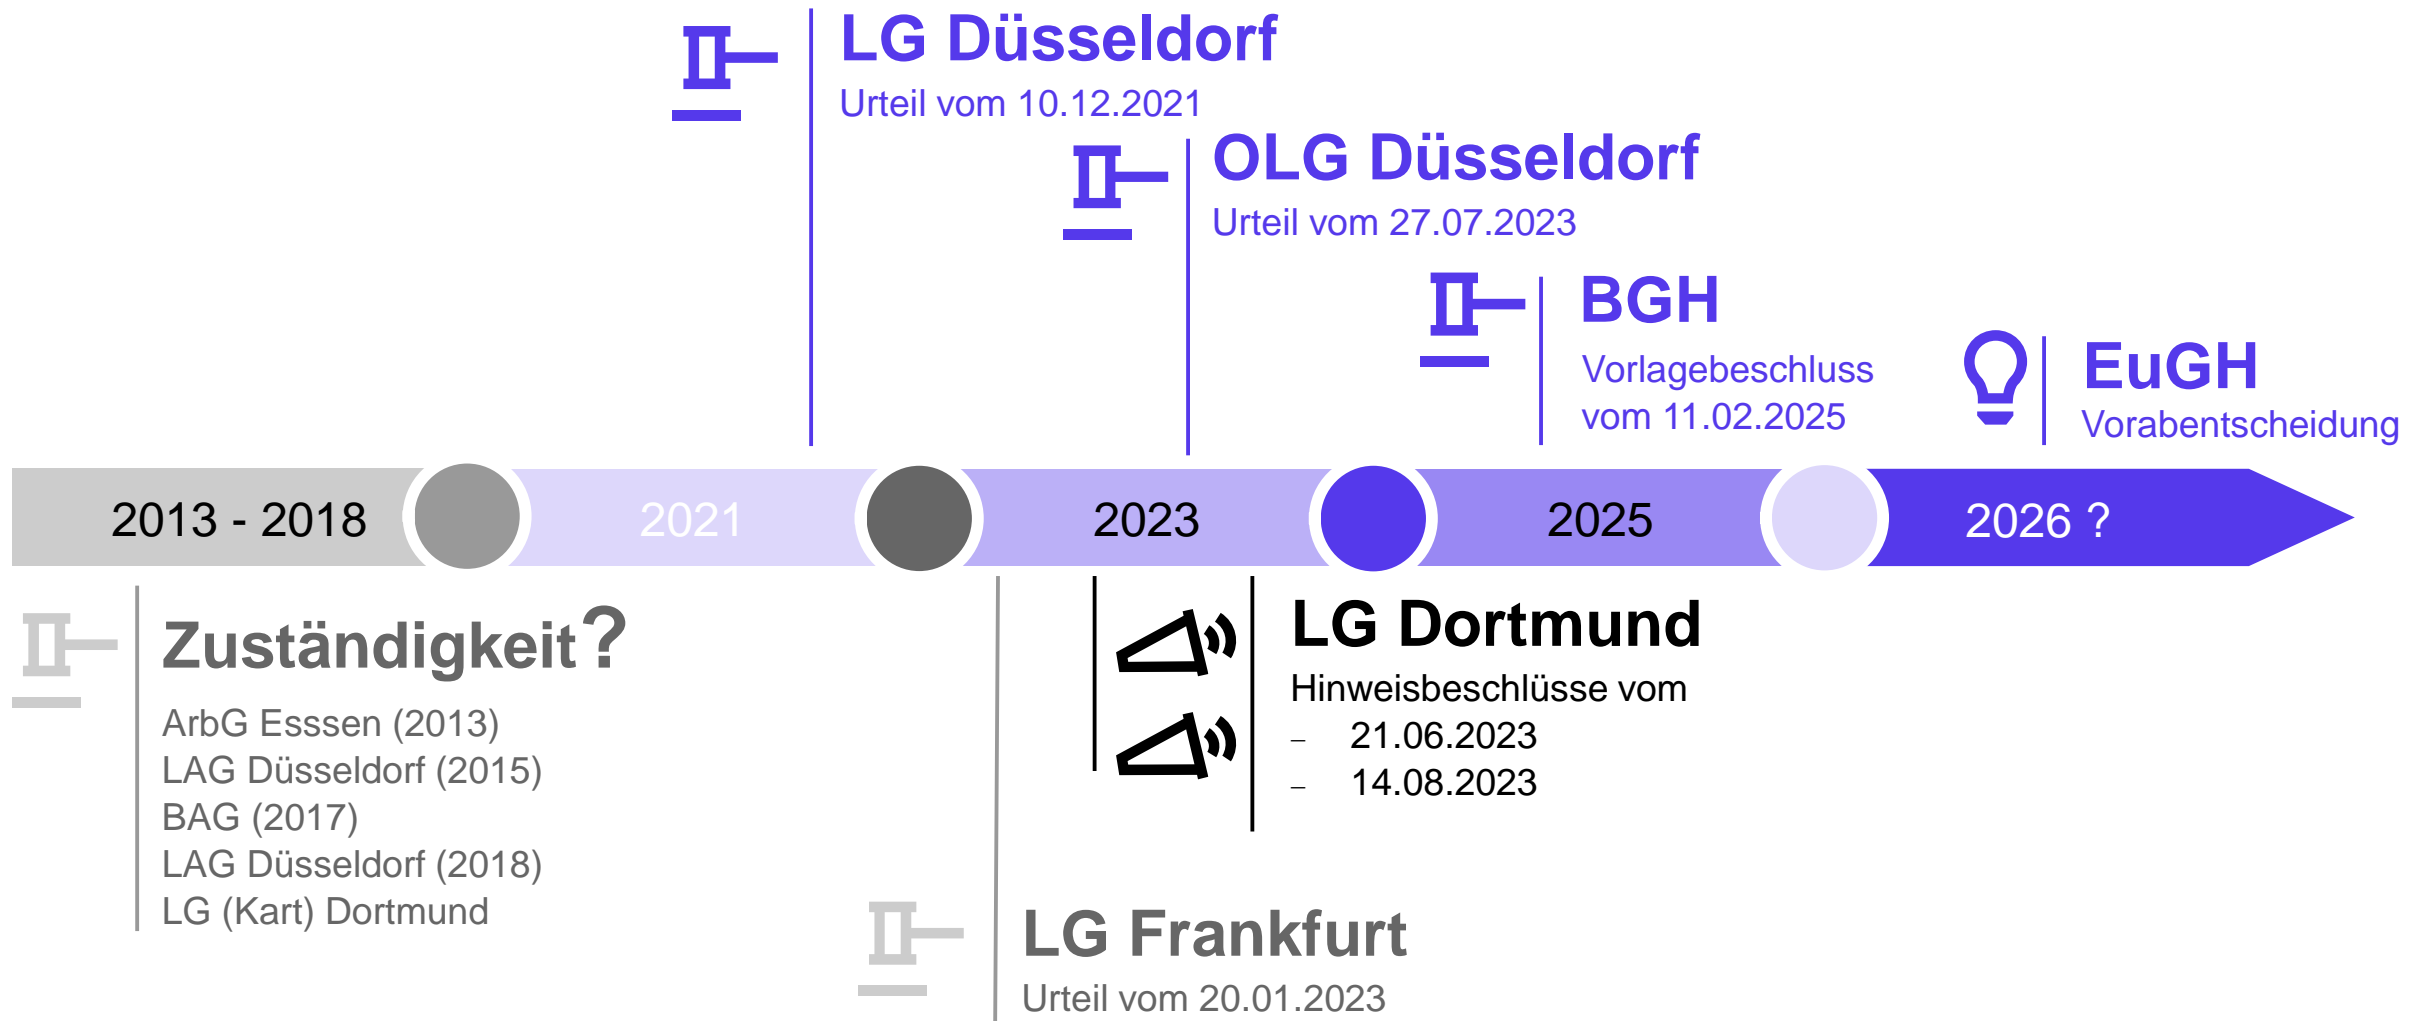 LG Düsseldorf
Urteil vom 10.12.2021
OLG Düsseldorf
Urteil vom 27.07.2023
BGH
Vorlagebeschluss
vom 11.02.2025
EuGH
Vorabentscheidung
2013 - 2018
2021
2023
2025
2026 ?
Zuständigkeit?
ArbG Esssen (2013)
LAG Düsseldorf (2015)
BAG (2017)
LAG Düsseldorf (2018)
LG (Kart) Dortmund
LG Dortmund
Hinweisbeschlüsse vom
– 21.06.2023
– 14.08.2023
LG Frankfurt
Urteil vom 20.01.2023